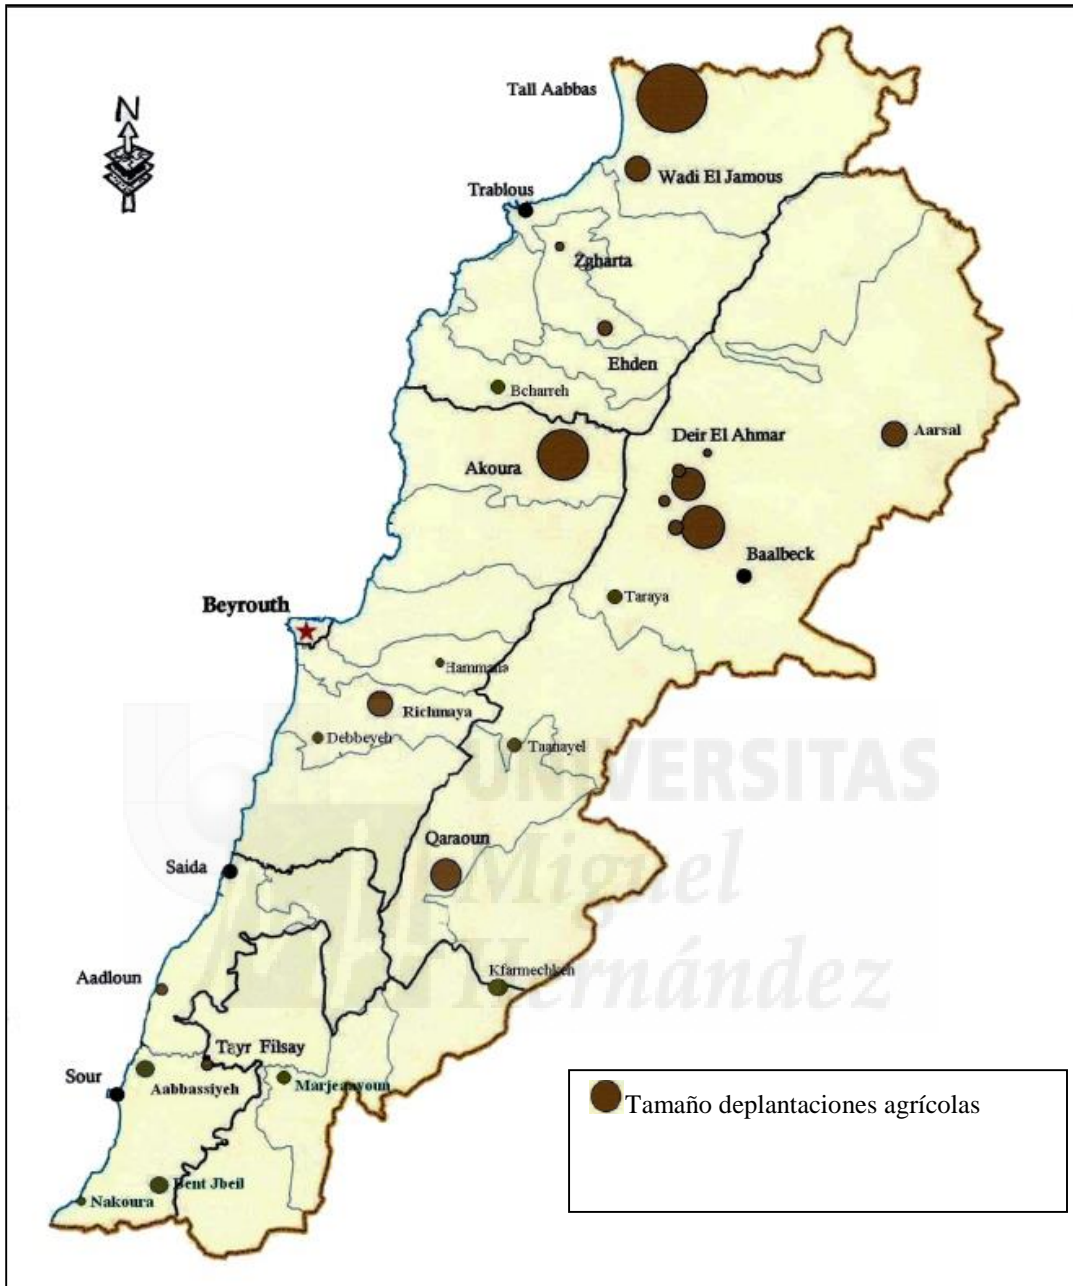 N
Tall Aabbas
Wadi El Jamous
Trablous
Zgharta
Ehden
Bcharreh
Deir El Ahmar
Aarsal
Akoura
Baalbeck
Taraya
Beyrouth
Hammana
Richmaya
Debbeyeh
Taanayel
UNIVERSITAS
Miguel
Hernández
Qaraoun
Saida
Kfarmechkeh
Aadloun
Tayr Filsay
Sour
Aabbassiyeh
Marjeanyoun
Bent Jbeil
Nakoura
Tamaño deplantaciones agrícolas